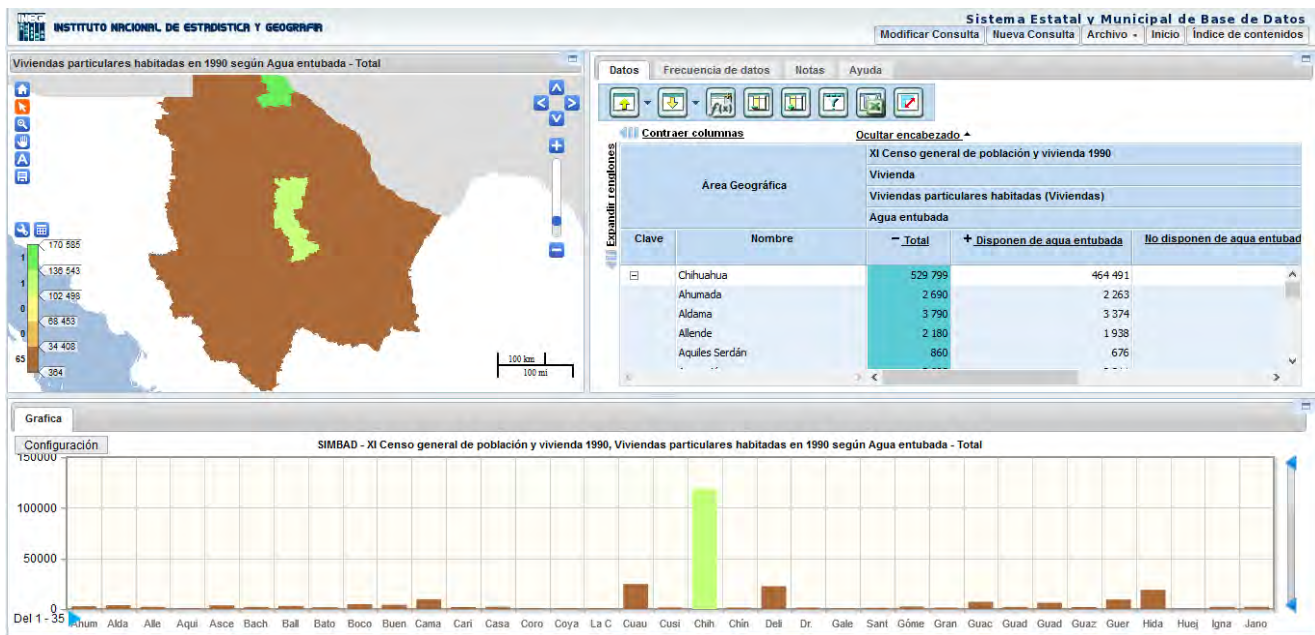 INEGI INSTITUTO NACIONAL DE ESTADISTICA Y GEOGRAFIA
Sistema Estatal y Municipal de Base de Datos
Modificar Consulta Nueva Consulta Archivo Inicio Índice de contenidos
Viviendas particulares habitadas en 1990 según Agua entubada - Total
170 585
1
136 543
1
102 498
0
68 453
0
34 408
65
364
100 km
100 mi
Datos Frecuencia de datos Notas Ayuda
f(x)
Contraer columnas Ocultar encabezado
Expandir renglones
Area Geográfica
XI Censo general de población y vivienda 1990
Vivienda
Viviendas particulares habitadas (Viviendas)
Agua entubada
Clave Nombre - Total + Disponen de agua entubada No disponen de agua entubad
Chihuahua 529 799 464 491
Ahumada 2 690 2 263
Aldama 3 790 3 374
Allende 2 180 1 938
Aquiles Serdán 860 676
Grafica
Configuración
SIMBAD - XI Censo general de población y vivienda 1990, Viviendas particulares habitadas en 1990 según Agua entubada - Total
150000
100000
50000
0
Del 1 - 35
Ahum Alda Alle Aqui Asce Bach Ball Bato Boco Buen Cama Cari Casa Coro Coya La C Cuau Cusi Chih Chín Deli Dr. Gale Sant Góme Gran Guac Guad Guad Guaz Guer Hida Huej Igna Jano